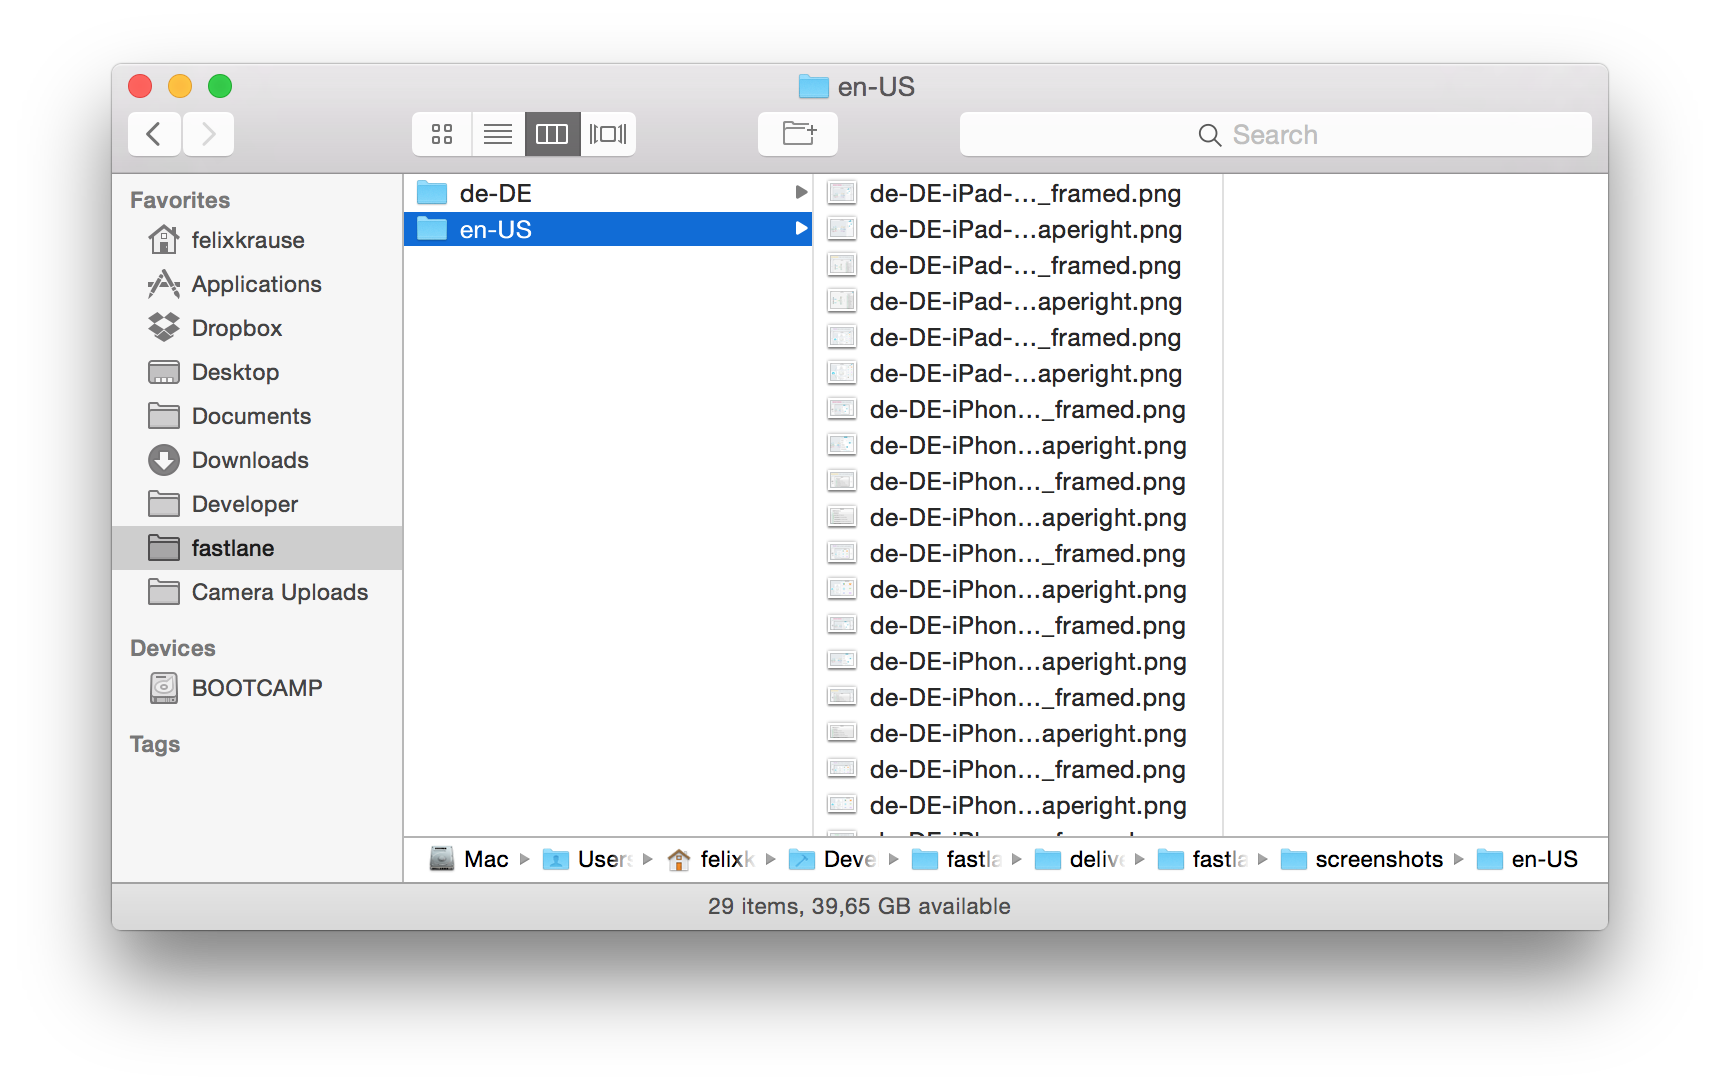 en-US
Search
Favorites
felixkrause
Applications
Dropbox
Desktop
Documents
Downloads
Developer
fastlane
Camera Uploads
Devices
BOOTCAMP
Tags
de-DE
en-US
de-DE-iPad-..._framed.png
de-DE-iPad-...aperight.png
de-DE-iPad-..._framed.png
de-DE-iPad-...aperight.png
de-DE-iPad-..._framed.png
de-DE-iPad-...aperight.png
de-DE-iPhon..._framed.png
de-DE-iPhon...aperight.png
de-DE-iPhon..._framed.png
de-DE-iPhon...aperight.png
de-DE-iPhon..._framed.png
de-DE-iPhon...aperight.png
de-DE-iPhon..._framed.png
de-DE-iPhon...aperight.png
de-DE-iPhon..._framed.png
de-DE-iPhon...aperight.png
de-DE-iPhon..._framed.png
de-DE-iPhon...aperight.png
Mac Users felixk Deve fastla delive fastla screenshots en-US
29 items, 39,65 GB available